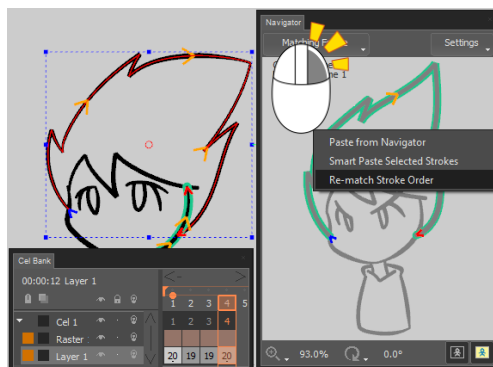 Navigator
Settings
Paste from Navigator
Smart Paste Selected Strokes
Re-match Stroke Order
Cel Bank
00:00:12 Layer 1
1 2 3 4 5
Cel 1
1 2 3 4
Raster
Layer 1
20 19 19 20
93.0%
0.0°